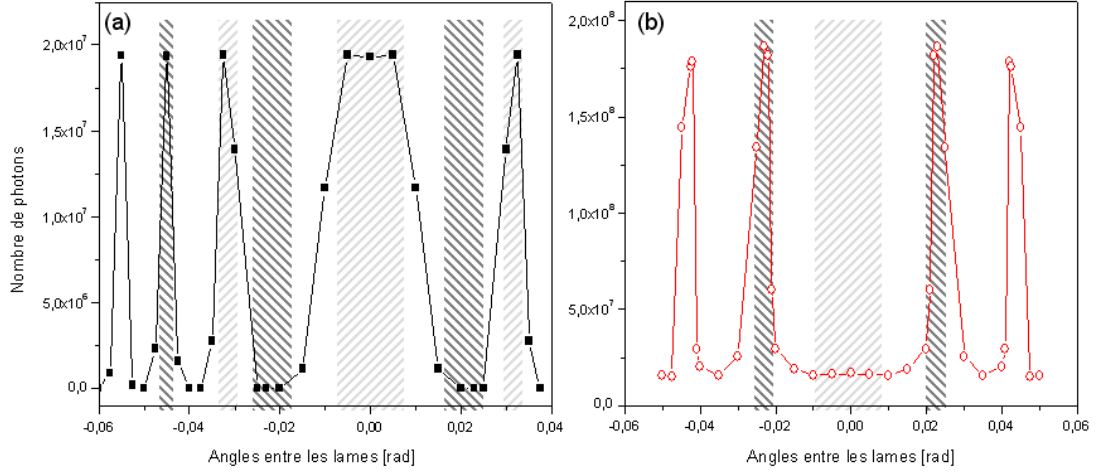 (a)
2,0x10⁷
1,5x10⁷
1,0x10⁷
5,0x10⁶
0,0
Nombre de photons
-0,06
-0,04
-0,02
0,00
0,02
0,04
Angles entre les lames [rad]
(b)
2,0x10⁸
1,5x10⁸
1,0x10⁸
5,0x10⁷
0,0
-0,06
-0,04
-0,02
0,00
0,02
0,04
0,06
Angles entre les lames [rad]